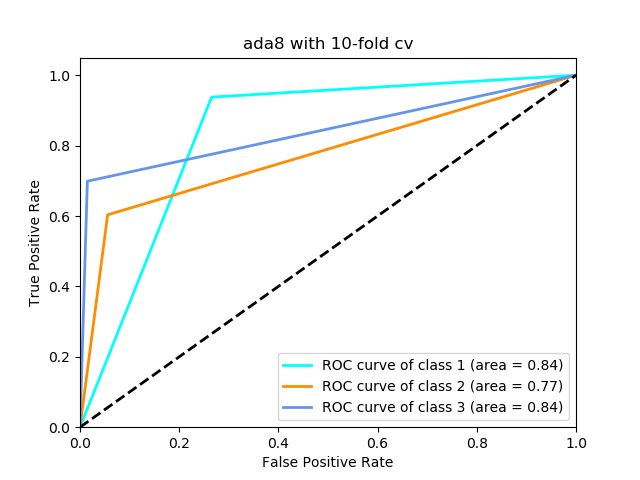 ada8 with 10-fold cv
True Positive Rate
1.0
0.8
0.6
0.4
0.2
0.0
ROC curve of class 1 (area = 0.84)
ROC curve of class 2 (area = 0.77)
ROC curve of class 3 (area = 0.84)
0.0 0.2 0.4 0.6 0.8 1.0
False Positive Rate